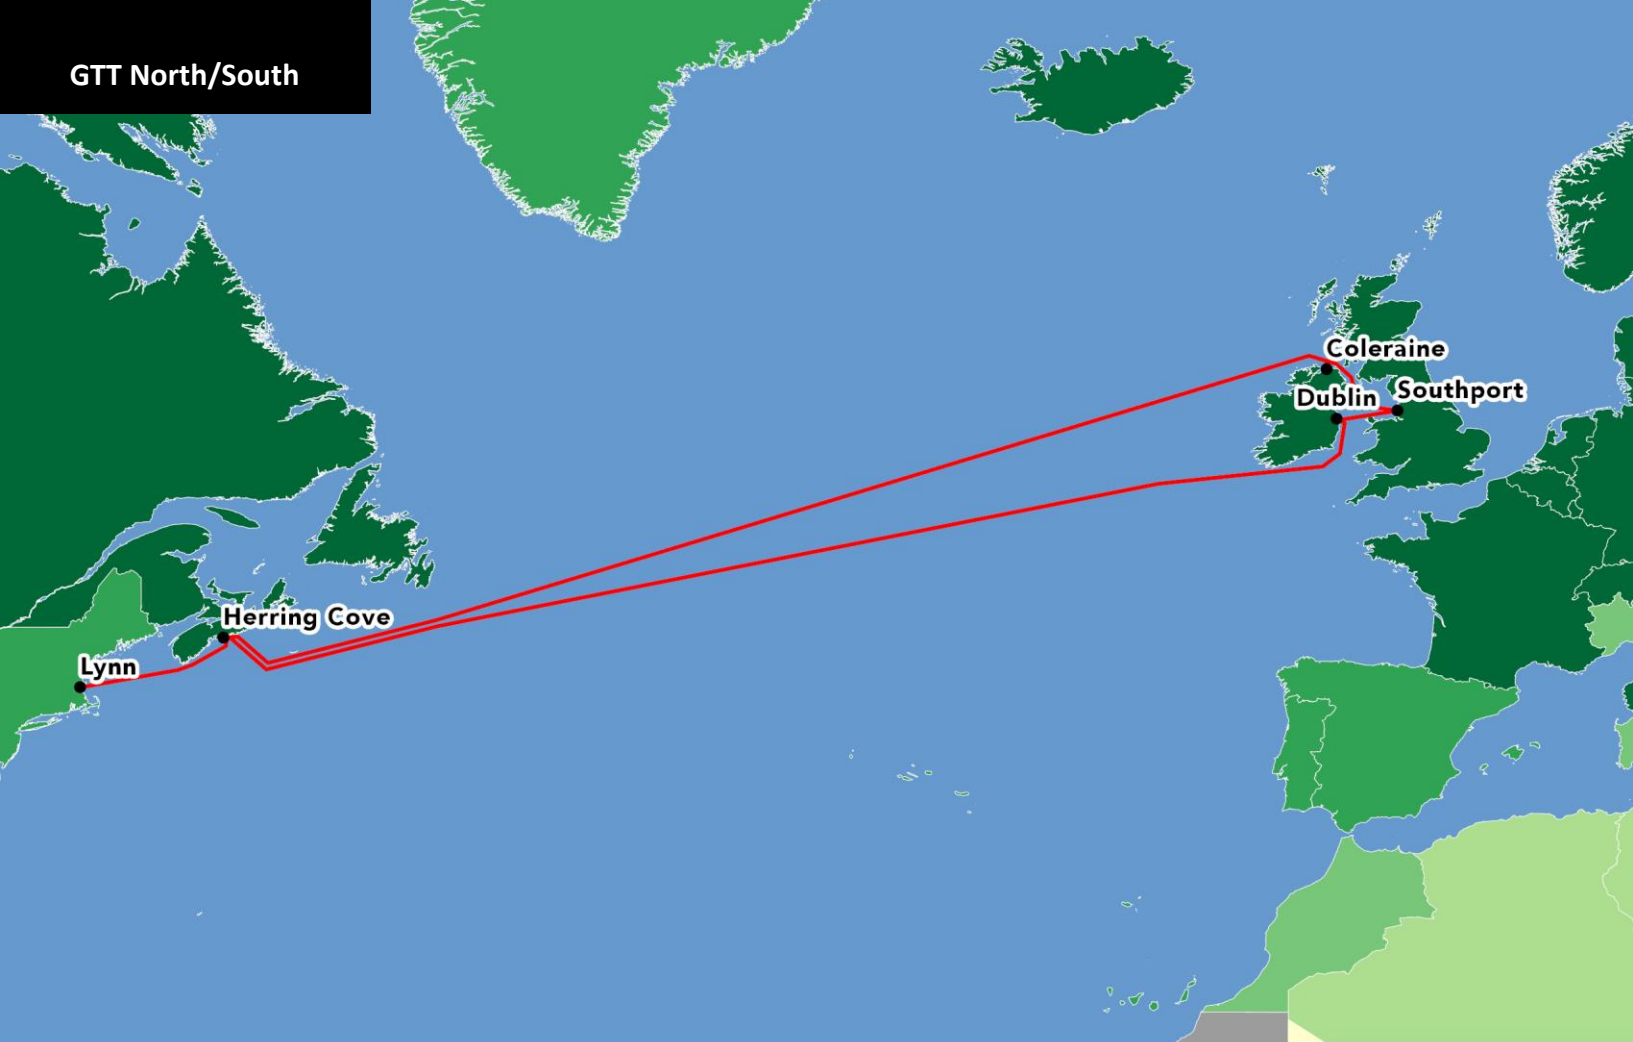 GTT North/South
Coleraine
Southport
Dublin
Herring Cove
Lynn